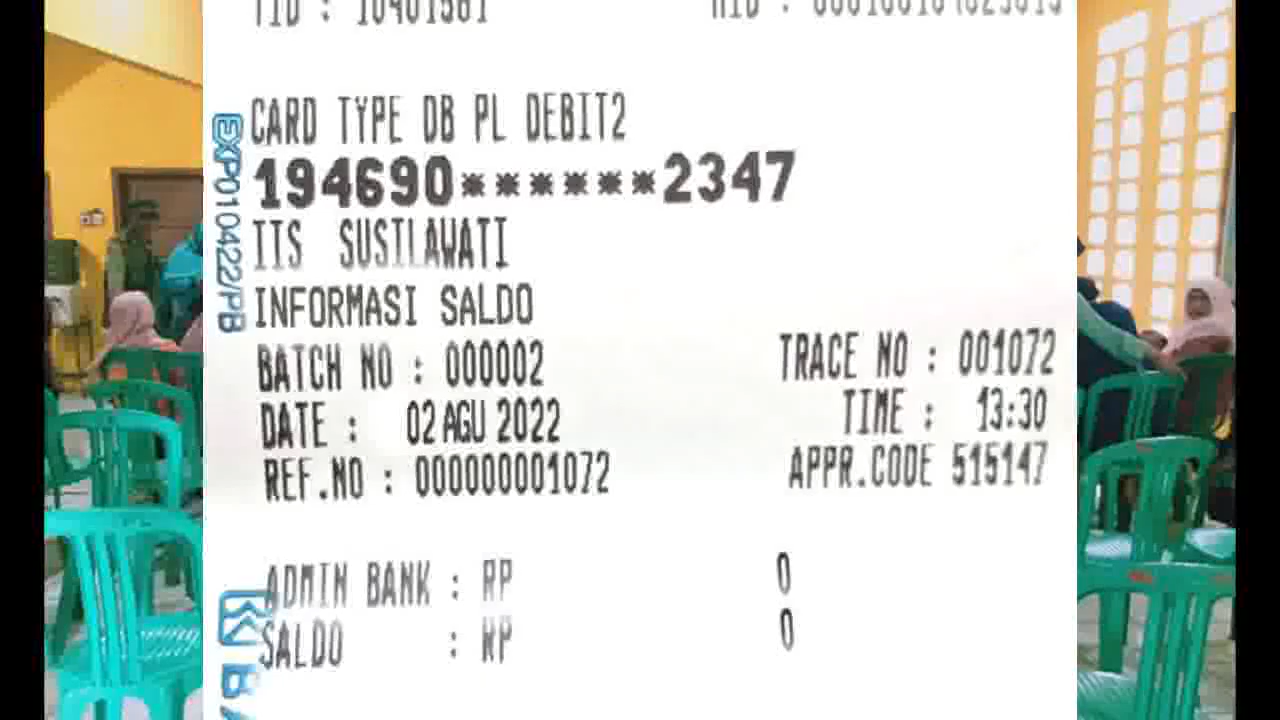 TID : 10401581
CARD TYPE DB PL DEBIT2
194690******2347
ITS SUSILAWATI
INFORMASI SALDO
BATCH NO : 000002 TRACE NO : 001072
DATE : 02 AGU 2022 TIME : 13:30
REF.NO : 000000001072 APPR.CODE 515147
ADMIN BANK : RP 0
SALDO : RP 0
EXP010422/PB